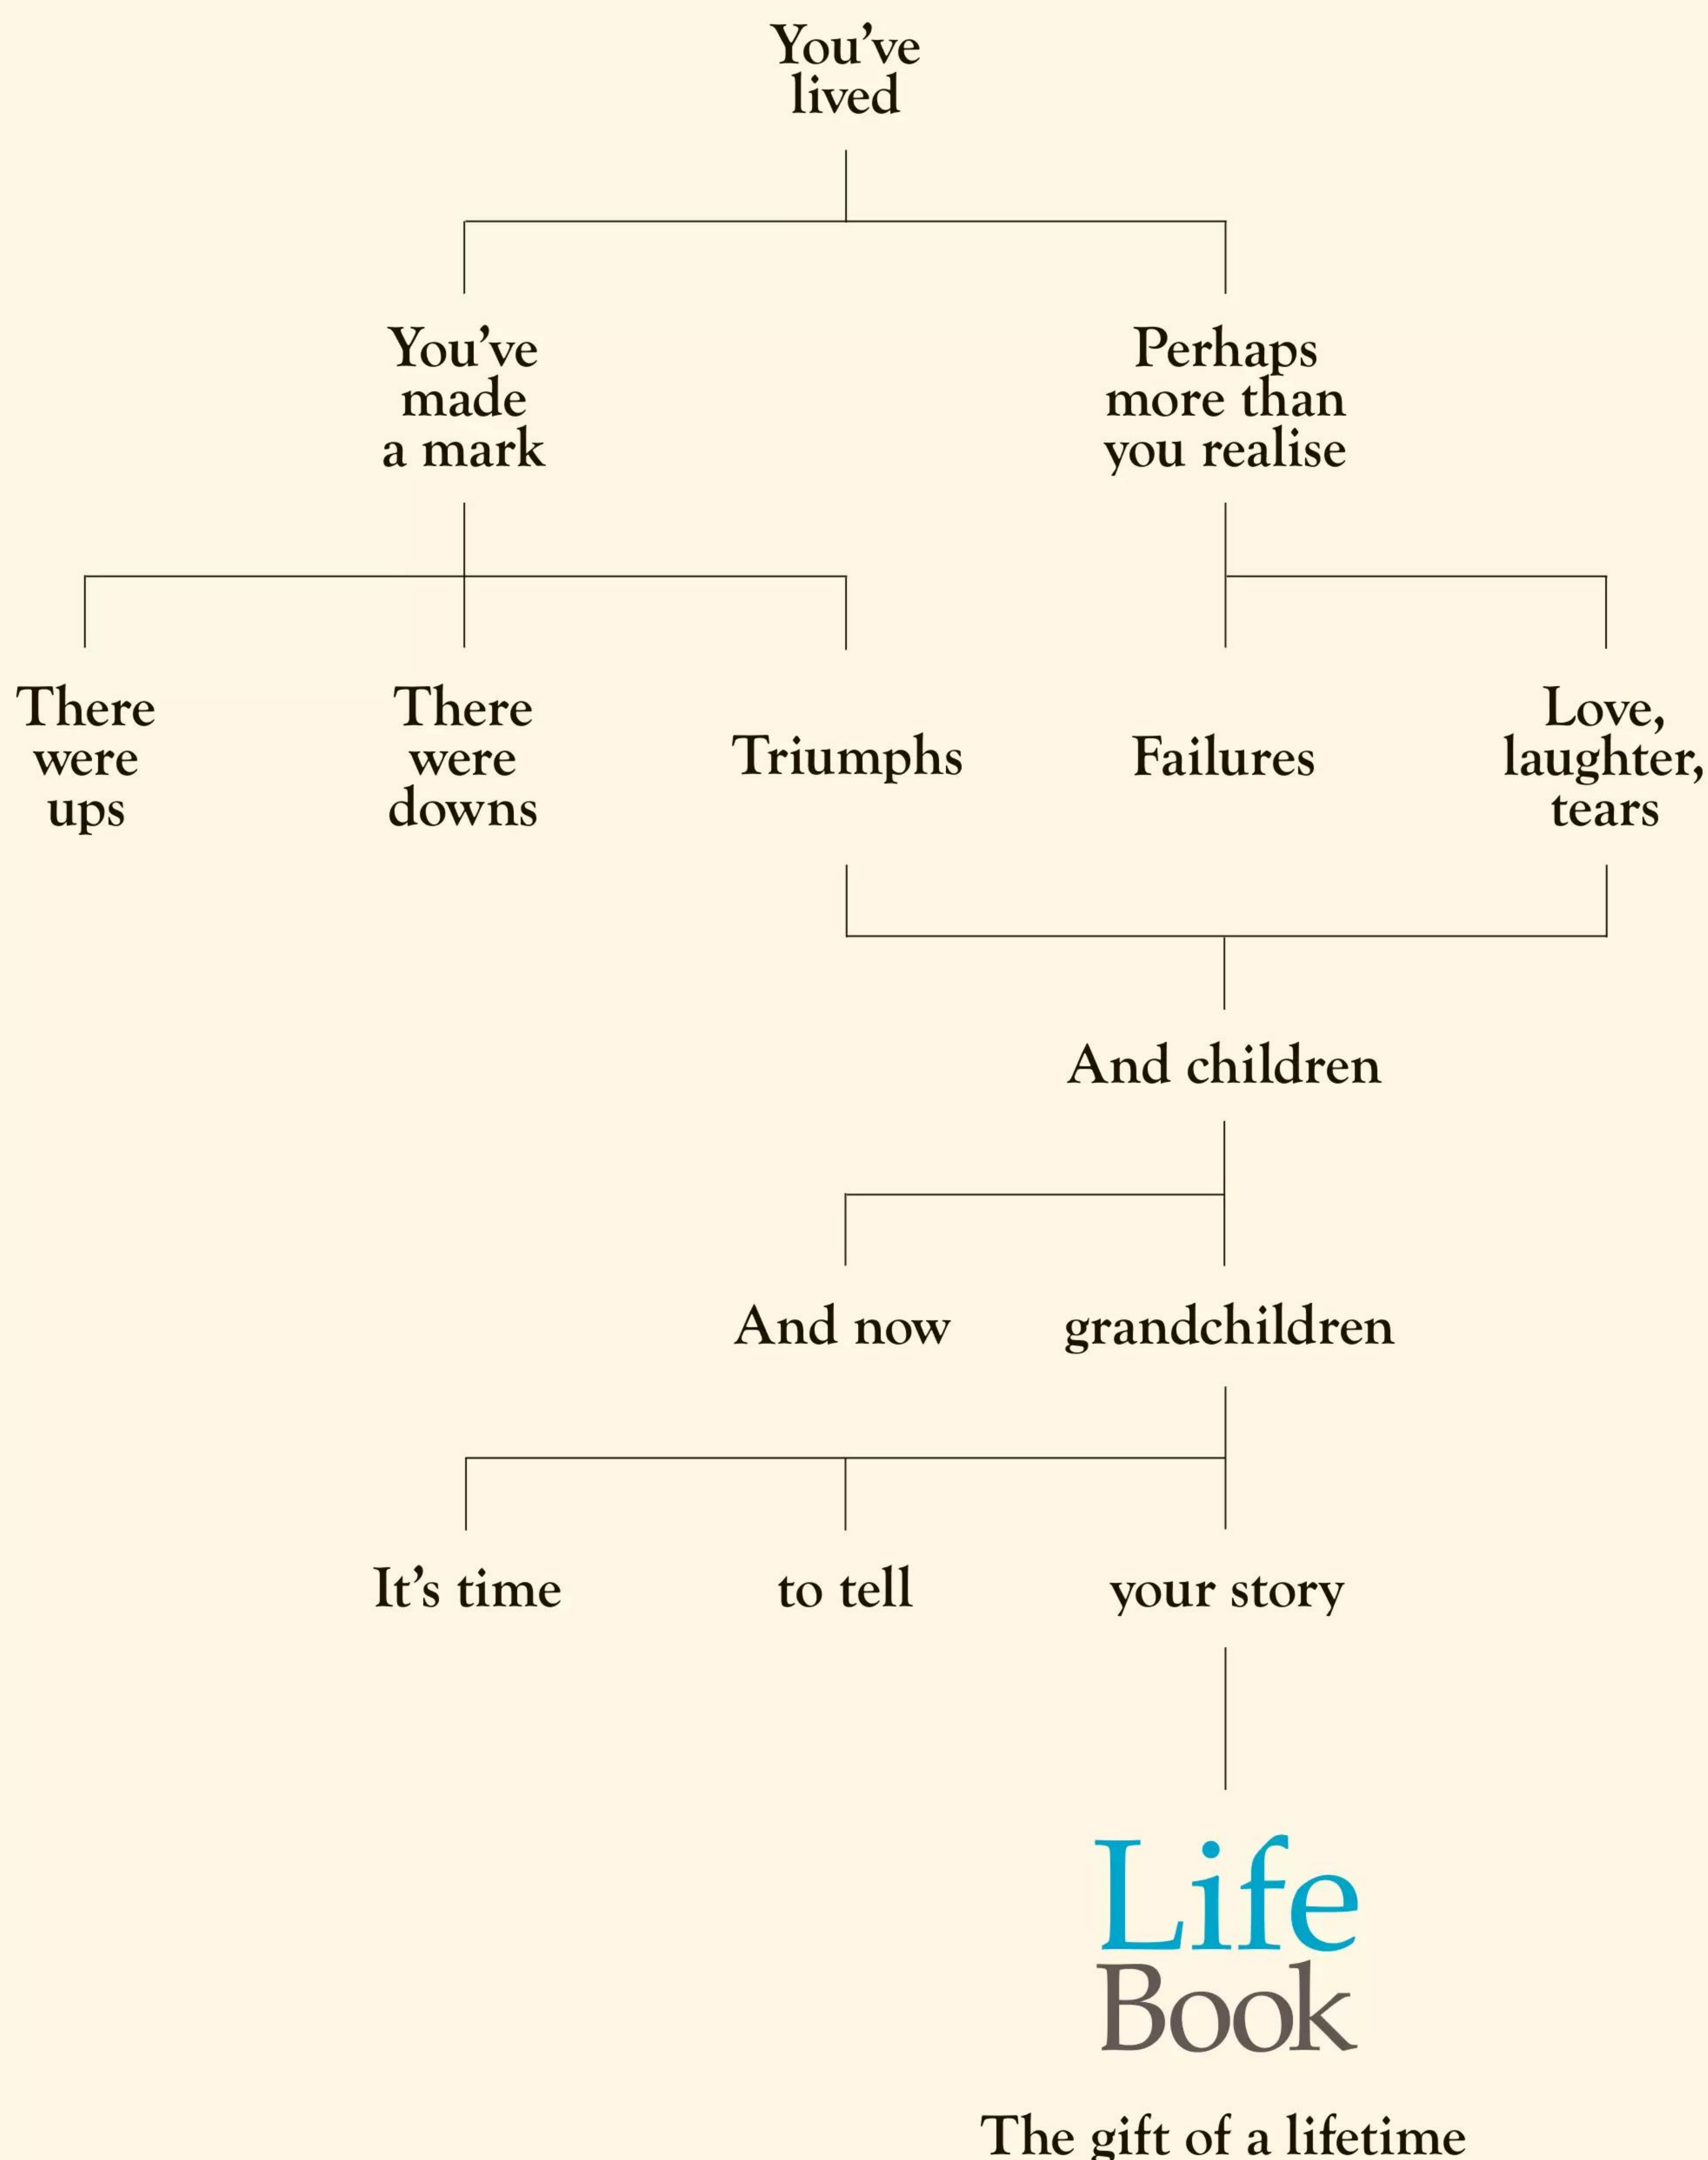 You've
lived
You've
made
a mark
Perhaps
more than
you realise
There
were
ups
There
were
downs
Triumphs
Failures
Love,
laughter,
tears
And children
And now
grandchildren
It's time
to tell
your story
Life
Book
The gift of a lifetime